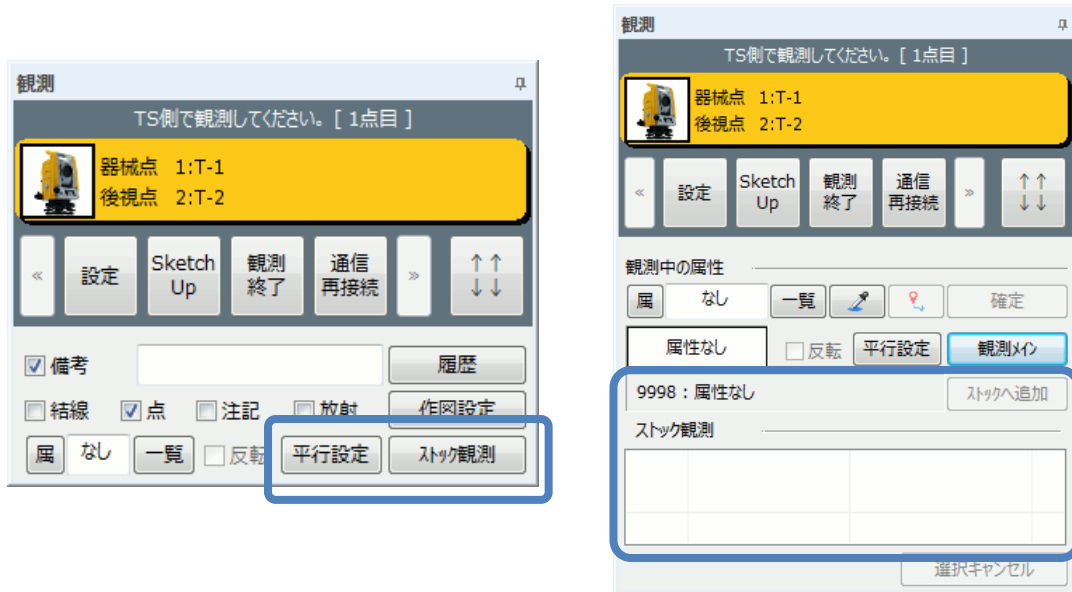 観測
TS側で観測してください。[ 1点目 ]
器械点 1:T-1
後視点 2:T-2
« 設定 Sketch Up 観測終了 通信再接続 » ↑↑↓↓
備考 履歴
結線 点 注記 放射 作図設定
属 なし 一覧 反転 平行設定 ストック観測
観測
TS側で観測してください。[ 1点目 ]
器械点 1:T-1
後視点 2:T-2
« 設定 Sketch Up 観測終了 通信再接続 » ↑↑↓↓
観測中の属性
属 なし 一覧 確定
属性なし 反転 平行設定 観測メイン
9998：属性なし ストックへ追加
ストック観測
選択キャンセル